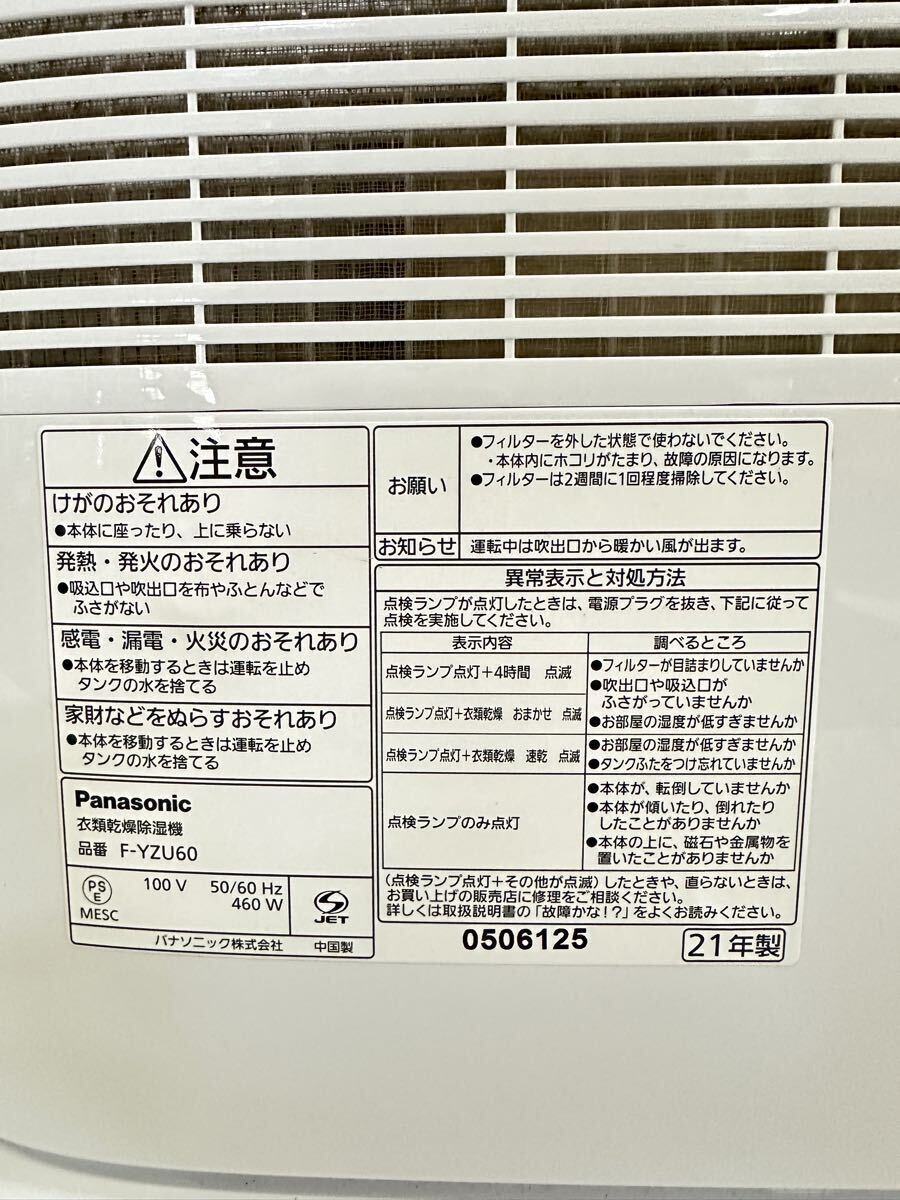 ⚠注意
けがのおそれあり
●本体に座ったり、上に乗らない
発熱・発火のおそれあり
●吸込口や吹出口を布やふとんなどで
ふさがない
感電・漏電・火災のおそれあり
●本体を移動するときは運転を止め
タンクの水を捨てる
家財などをぬらすおそれあり
●本体を移動するときは運転を止め
タンクの水を捨てる
Panasonic
衣類乾燥除湿機
品番 F-YZU60
PS
E
MESC
100 V 50/60 Hz
460 W
S
JET
パナソニック株式会社 中国製
お願い
●フィルターを外した状態で使わないでください。
・本体内にホコリがたまり、故障の原因になります。
●フィルターは2週間に1回程度掃除してください。
お知らせ 運転中は吹出口から暖かい風が出ます。
異常表示と対処方法
点検ランプが点灯したときは、電源プラグを抜き、下記に従って
点検を実施してください。
表示内容 調べるところ
点検ランプ点灯+4時間 点滅
点検ランプ点灯+衣類乾燥 おまかせ 点滅
●フィルターが目詰まりしていませんか
●吹出口や吸込口が
ふさがっていませんか
●お部屋の温度が低すぎませんか
点検ランプ点灯+衣類乾燥 速乾 点滅
●お部屋の湿度が低すぎませんか
●タンクふたをつけ忘れていませんか
点検ランプのみ点灯
●本体が、転倒していませんか
●本体が傾いたり、倒れたり
したことがありませんか
●本体の上に、磁石や金属物を
置いたことがありませんか
(点検ランプ点灯+その他が点滅)したときや、直らないときは、
お買い上げの販売店に修理をご相談ください。
詳しくは取扱説明書の「故障かな!?」をよくお読みください。
0506125
21年製